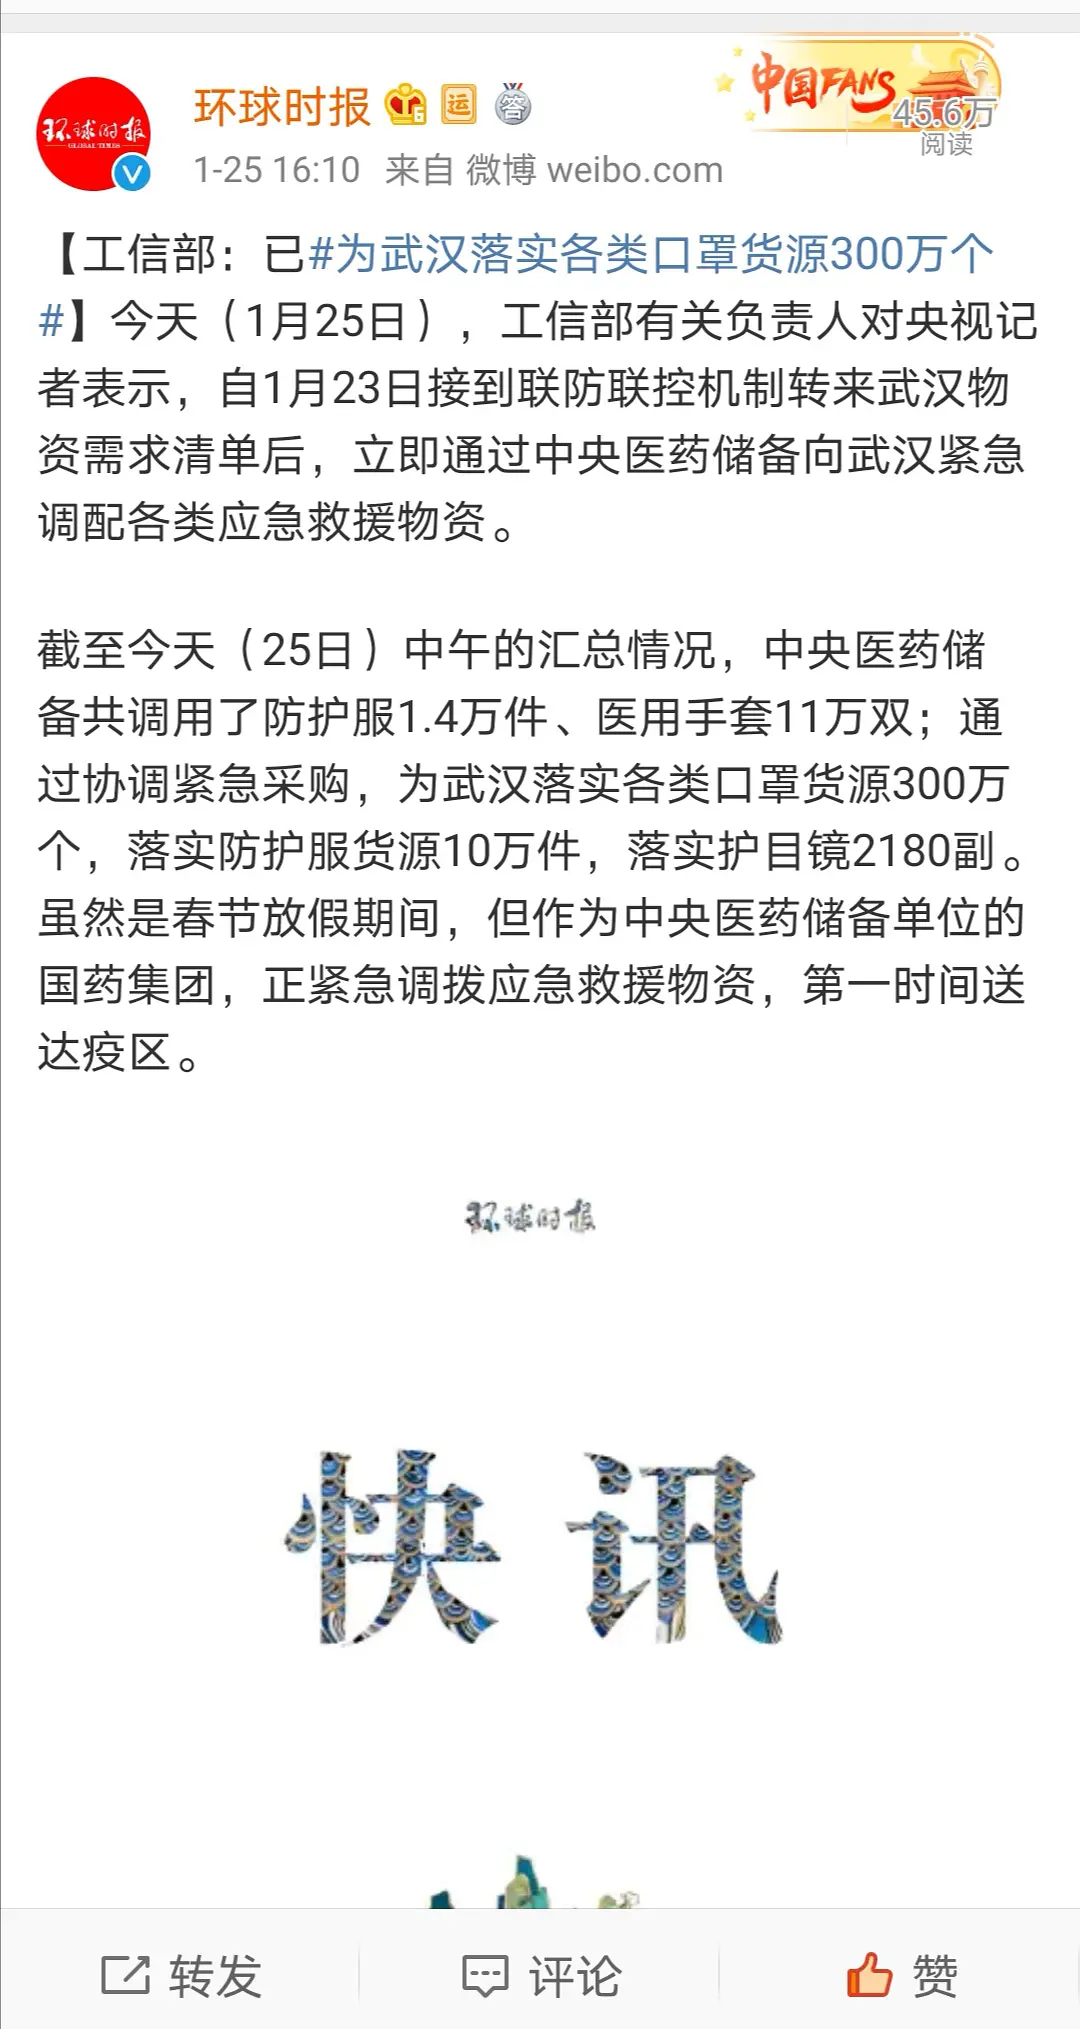 环球时报
GLOBAL TIMES
环球时报
运
答
中国FANS
45.6万
阅读
1-25 16:10 来自 微博 weibo.com
【工信部：已#为武汉落实各类口罩货源300万个
#】今天（1月25日），工信部有关负责人对央视记
者表示，自1月23日接到联防联控机制转来武汉物
资需求清单后，立即通过中央医药储备向武汉紧急
调配各类应急救援物资。
截至今天（25日）中午的汇总情况，中央医药储
备共调用了防护服1.4万件、医用手套11万双；通
过协调紧急采购，为武汉落实各类口罩货源300万
个，落实防护服货源10万件，落实护目镜2180副。
虽然是春节放假期间，但作为中央医药储备单位的
国药集团，正紧急调拨应急救援物资，第一时间送
达疫区。
环球时报
快讯
转发
评论
赞